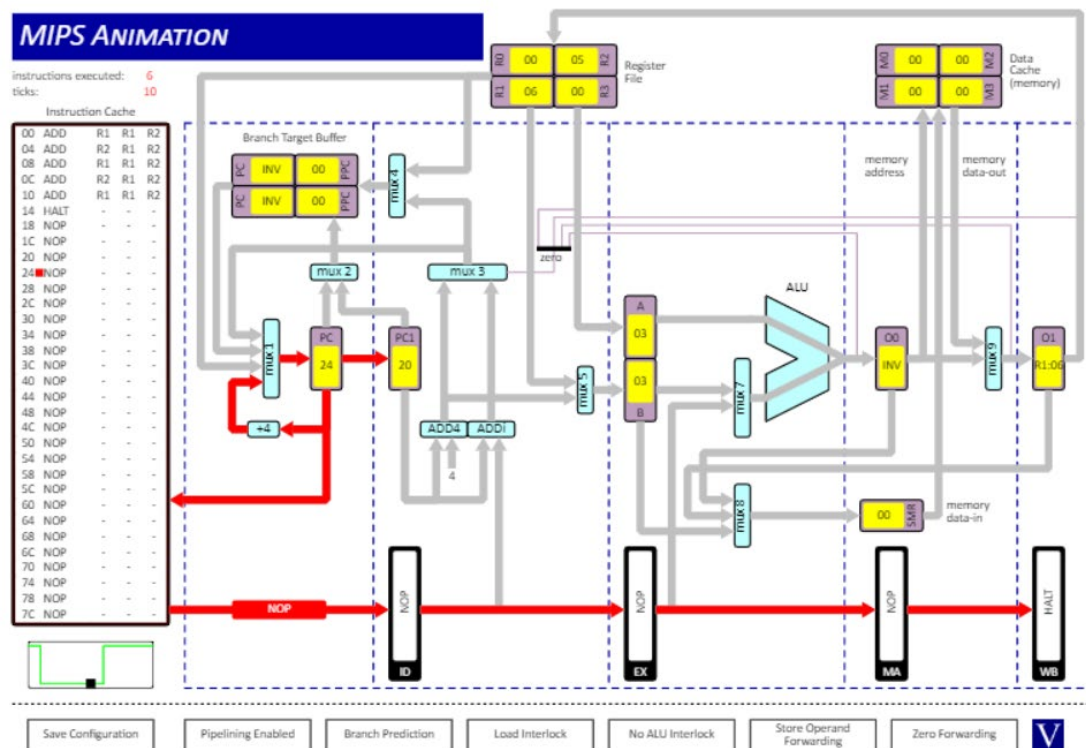 MIPS ANIMATION
instructions executed: 6
ticks: 10
Instruction Cache
00 ADD R1 R1 R2
04 ADD R2 R1 R2
08 ADD R1 R1 R2
0C ADD R2 R1 R2
10 ADD R1 R1 R2
14 HALT - - -
18 NOP - - -
1C NOP - - -
20 NOP - - -
24 NOP - - -
28 NOP - - -
2C NOP - - -
30 NOP - - -
34 NOP - - -
38 NOP - - -
3C NOP - - -
40 NOP - - -
44 NOP - - -
48 NOP - - -
4C NOP - - -
50 NOP - - -
54 NOP - - -
58 NOP - - -
5C NOP - - -
60 NOP - - -
64 NOP - - -
68 NOP - - -
6C NOP - - -
70 NOP - - -
74 NOP - - -
78 NOP - - -
7C NOP - - -
R0 00 05 R2
R1 06 00 R3
Register
File
M0 00 00 M2
M1 00 00 M3
Data
Cache
(memory)
Branch Target Buffer
PC INV 00 PPC
PC INV 00 PPC
mux 4
memory
address
memory
data-out
zero
mux 2
mux 3
ALU
mux 1
PC
24
PC1
20
A
03
03
B
mux 5
mux 7
O0
INV
mux 9
O1
R1:06
+4
ADD4
ADDi
4
mux 8
00 SMR
memory
data-in
NOP
NOP
ID
NOP
EX
NOP
MA
HALT
WB
Save Configuration
Pipelining Enabled
Branch Prediction
Load Interlock
No ALU Interlock
Store Operand
Forwarding
Zero Forwarding
V